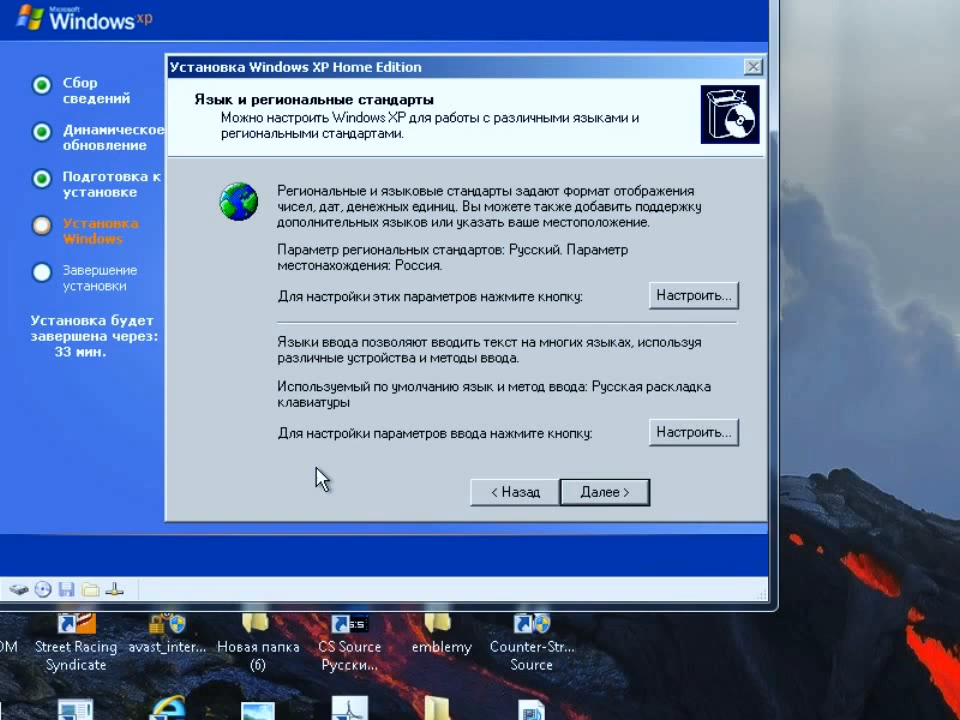 Microsoft
Windows xp
Сбор
сведений
Динамическое
обновление
Подготовка к
установке
Установка
Windows
Завершение
установки
Установка будет
завершена через:
33 мин.
Установка Windows XP Home Edition
Язык и региональные стандарты
Можно настроить Windows XP для работы с различными языками и
региональными стандартами.
Региональные и языковые стандарты задают формат отображения
чисел, дат, денежных единиц. Вы можете также добавить поддержку
дополнительных языков или указать ваше местоположение.
Параметр региональных стандартов: Русский. Параметр
местонахождения: Россия.
Для настройки этих параметров нажмите кнопку:
Настроить...
Языки ввода позволяют вводить текст на многих языках, используя
различные устройства и методы ввода.
Используемый по умолчанию язык и метод ввода: Русская раскладка
клавиатуры
Для настройки параметров ввода нажмите кнопку:
Настроить...
< Назад
Далее >
OM
Street Racing
Syndicate
avast_inter...
Новая папка
(6)
CS Source
Русски...
emblemy
Counter-Str...
Source